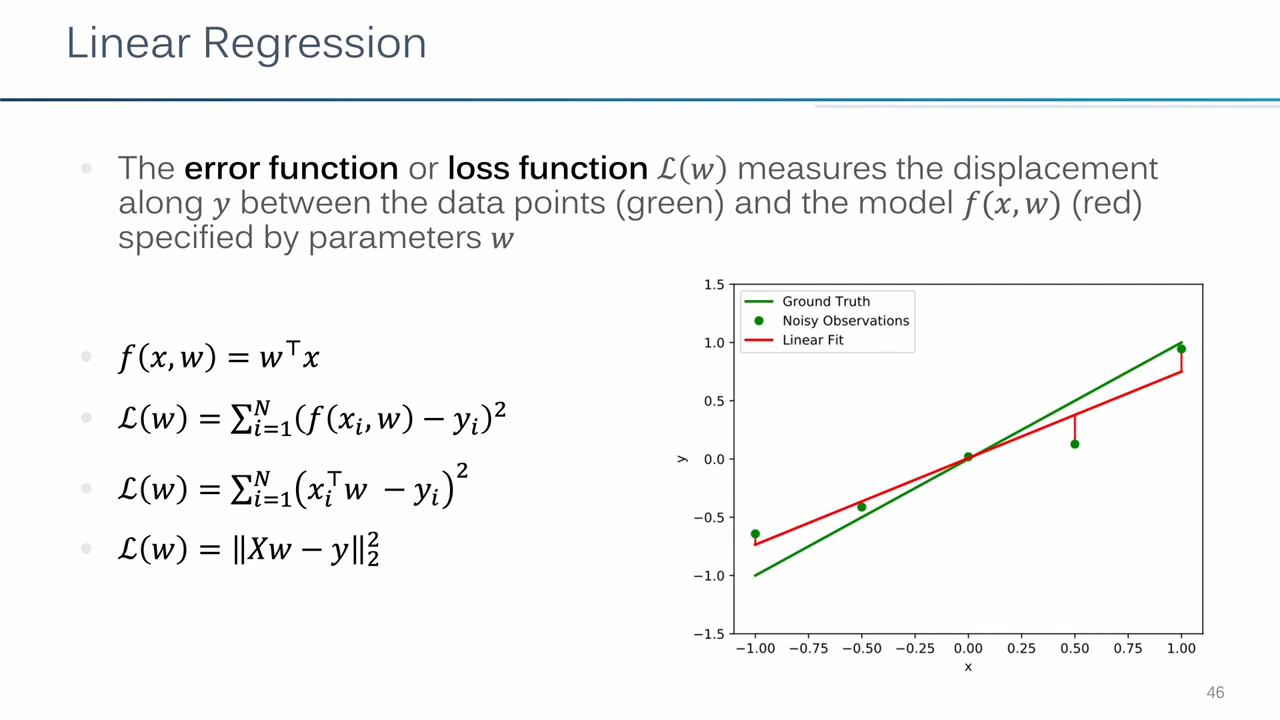 Linear Regression
The error function or loss function ℒ(w) measures the displacement
along y between the data points (green) and the model f(x, w) (red)
specified by parameters w
f(x, w) = w⊤x
ℒ(w) = ∑ᵢ₌₁ᴺ (f(xᵢ, w) − yᵢ)²
ℒ(w) = ∑ᵢ₌₁ᴺ (xᵢ⊤w − yᵢ)²
ℒ(w) = ‖Xw − y‖₂²
Ground Truth
Noisy Observations
Linear Fit
1.5
1.0
0.5
0.0
−0.5
−1.0
−1.5
y
−1.00 −0.75 −0.50 −0.25 0.00 0.25 0.50 0.75 1.00
x
46